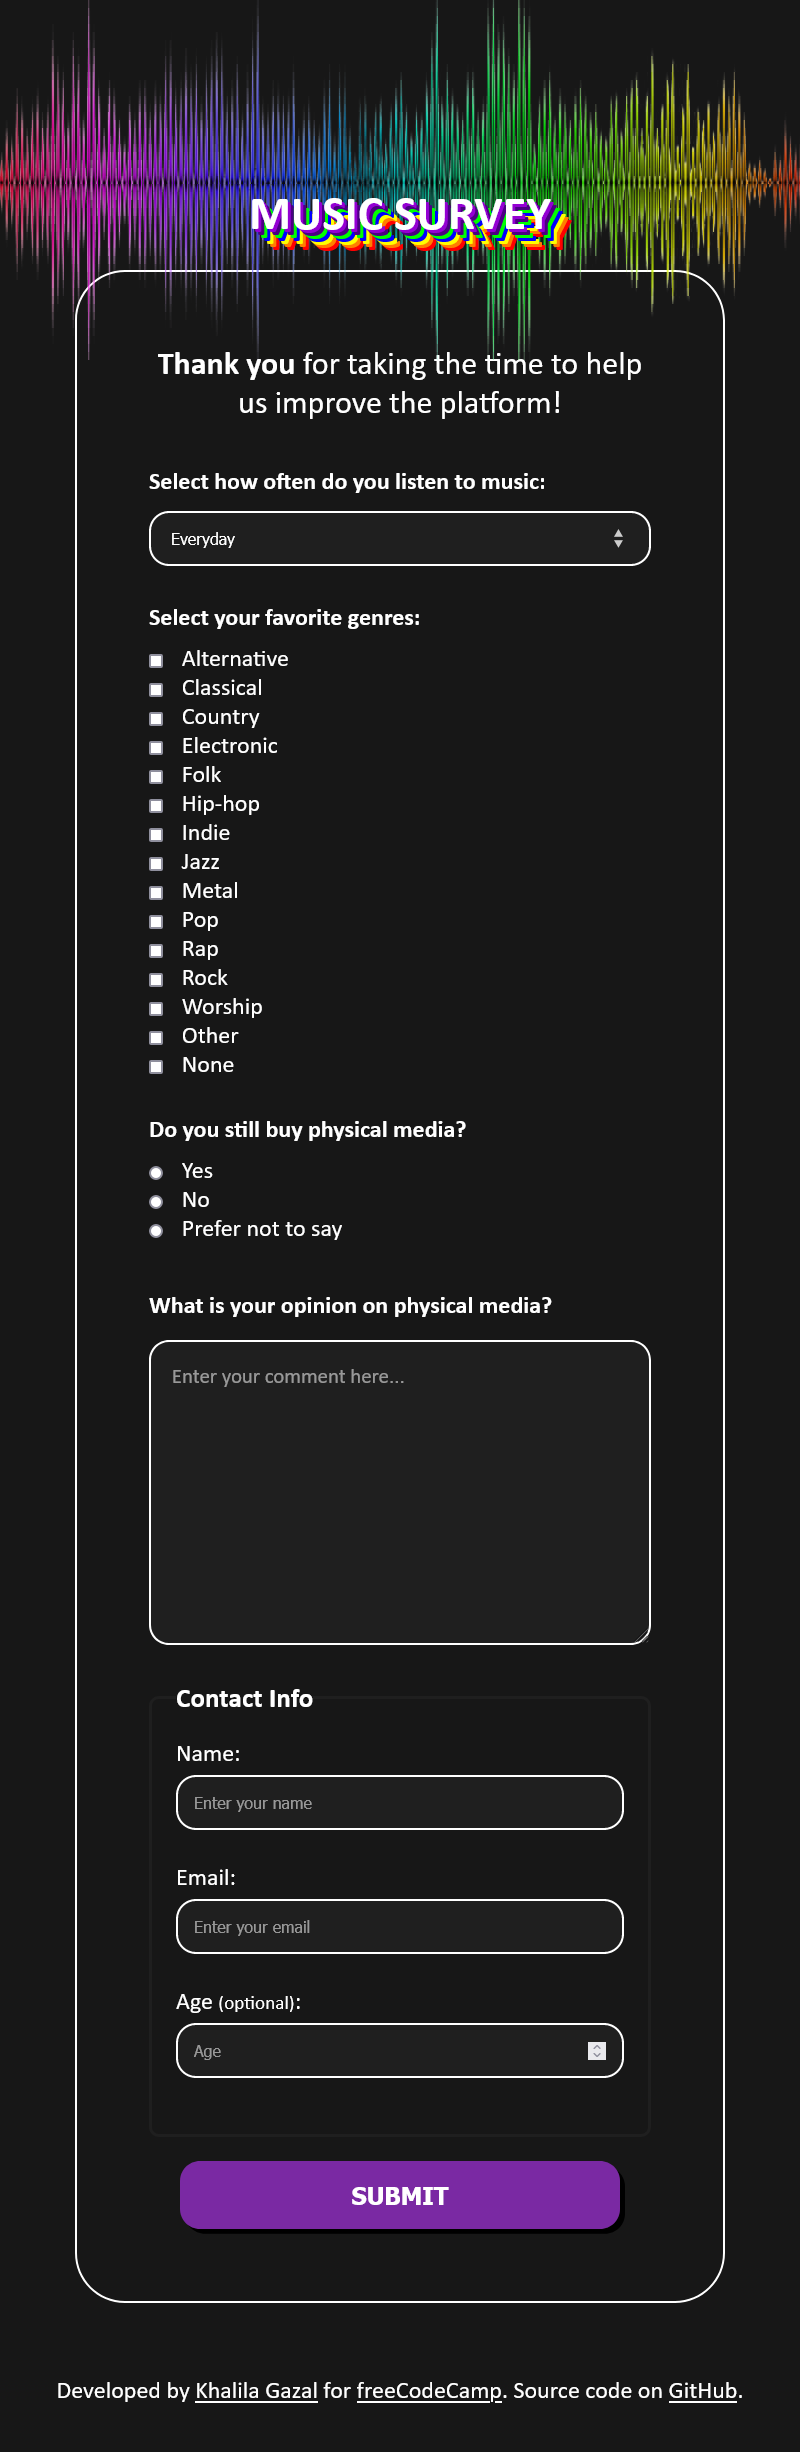 MUSIC SURVEY
Thank you for taking the time to help
us improve the platform!
Select how often do you listen to music:
Everyday
Select your favorite genres:
Alternative
Classical
Country
Electronic
Folk
Hip-hop
Indie
Jazz
Metal
Pop
Rap
Rock
Worship
Other
None
Do you still buy physical media?
Yes
No
Prefer not to say
What is your opinion on physical media?
Enter your comment here...
Contact Info
Name:
Enter your name
Email:
Enter your email
Age (optional):
Age
SUBMIT
Developed by Khalila Gazal for freeCodeCamp. Source code on GitHub.